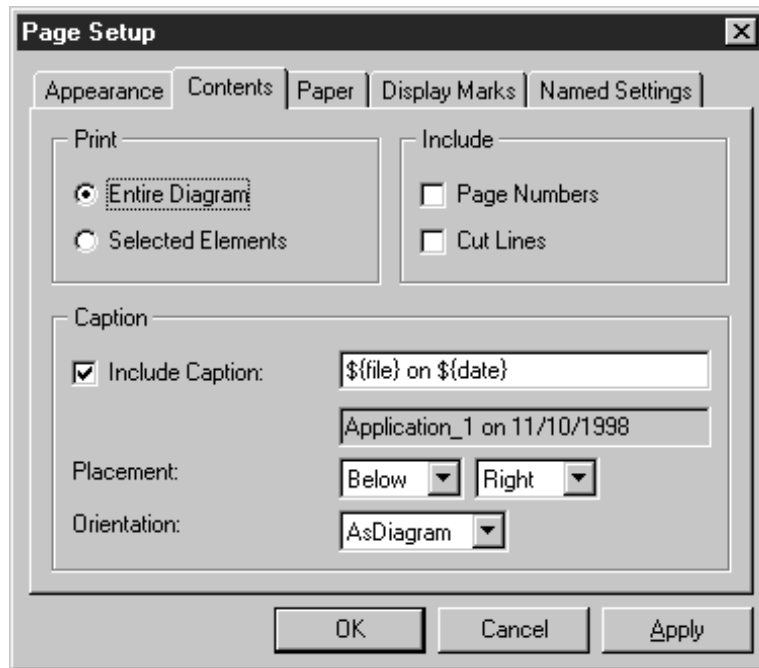 Page Setup
Appearance Contents Paper Display Marks Named Settings
Print
Entire Diagram
Selected Elements
Include
Page Numbers
Cut Lines
Caption
Include Caption: ${file} on ${date}
Application_1 on 11/10/1998
Placement: Below Right
Orientation: AsDiagram
OK Cancel Apply